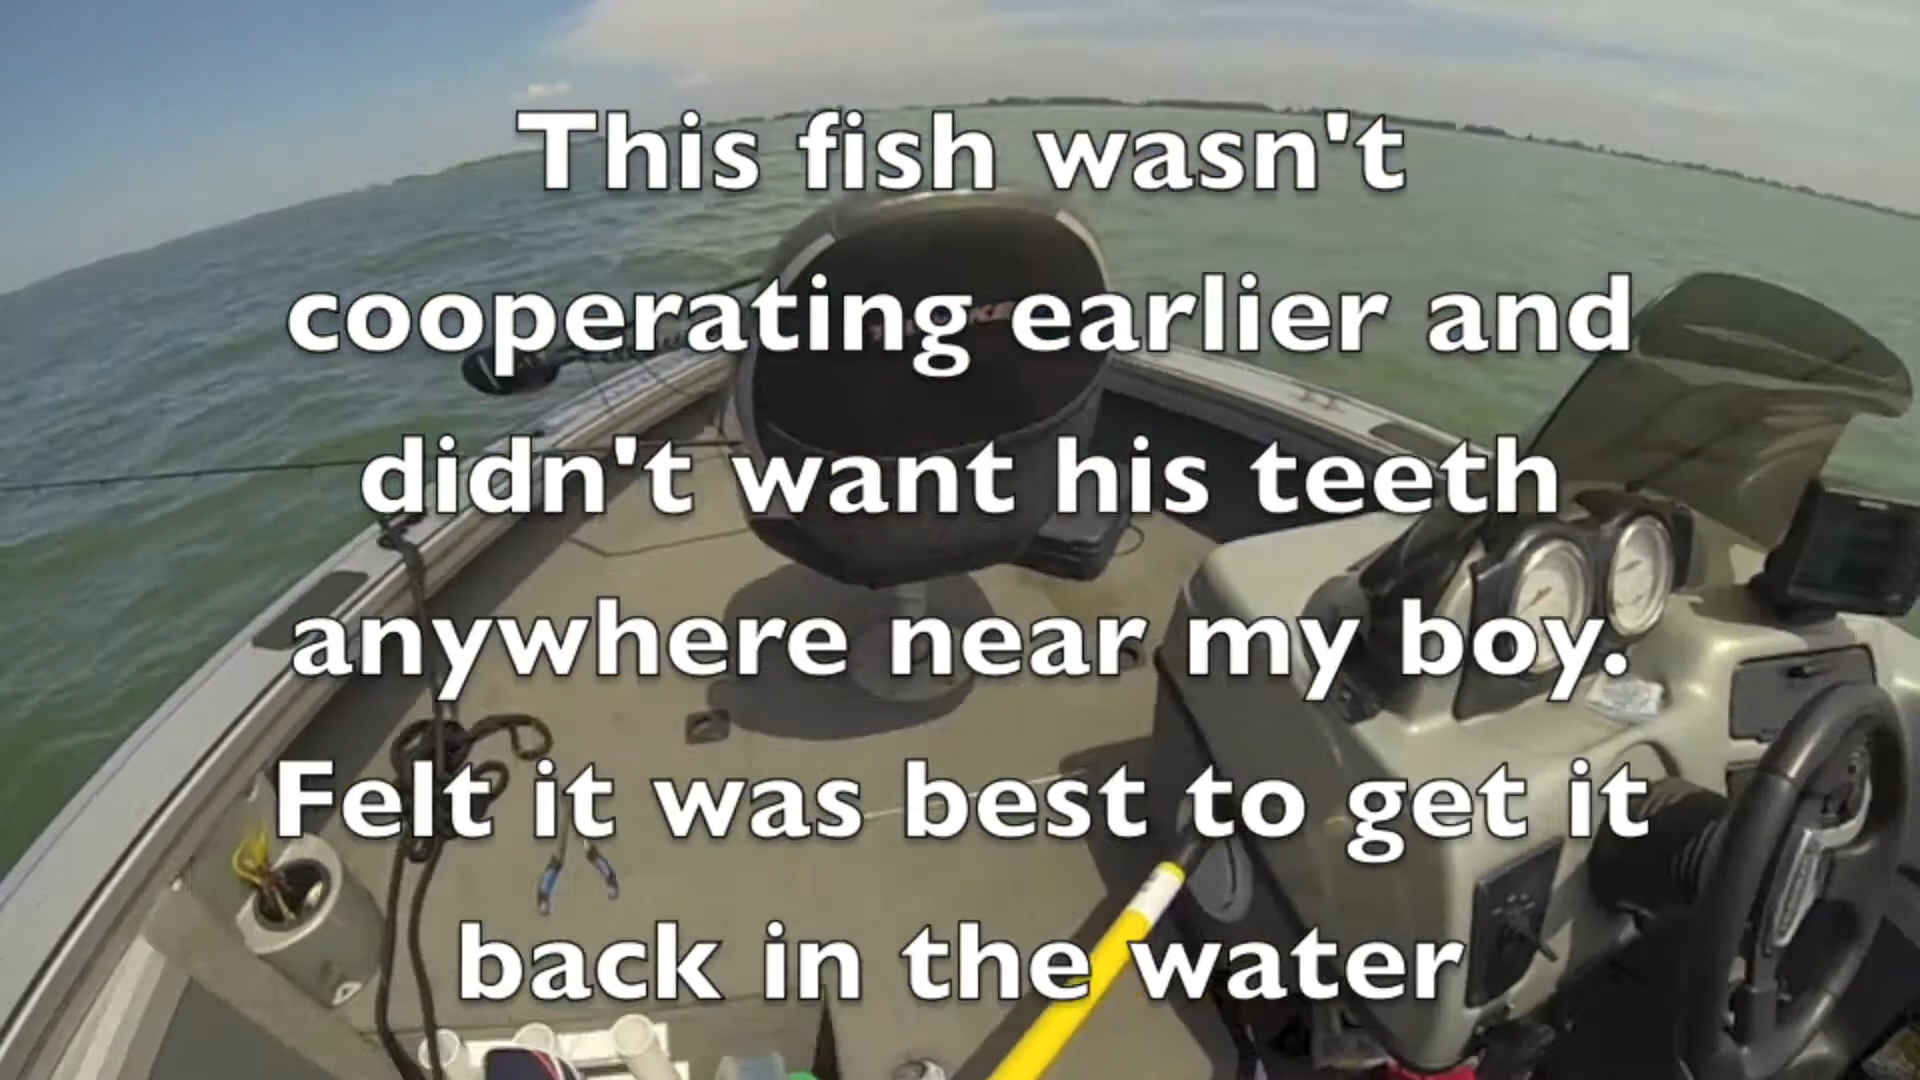 This fish wasn't
cooperating earlier and
didn't want his teeth
anywhere near my boy.
Felt it was best to get it
back in the water